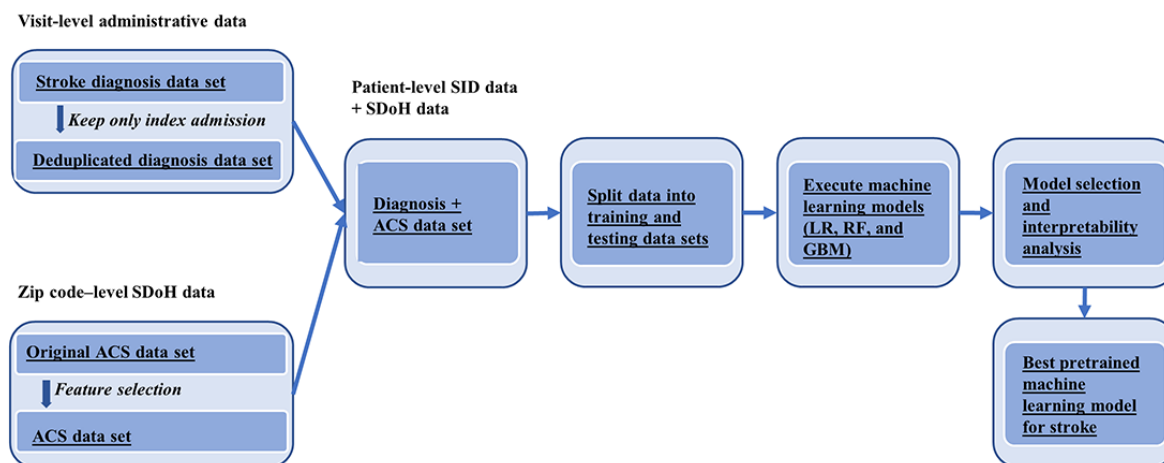 Visit-level administrative data
Stroke diagnosis data set
Keep only index admission
Deduplicated diagnosis data set
Zip code–level SDoH data
Original ACS data set
Feature selection
ACS data set
Patient-level SID data
+ SDoH data
Diagnosis +
ACS data set
Split data into
training and
testing data sets
Execute machine
learning models
(LR, RF, and
GBM)
Model selection
and
interpretability
analysis
Best pretrained
machine
learning model
for stroke